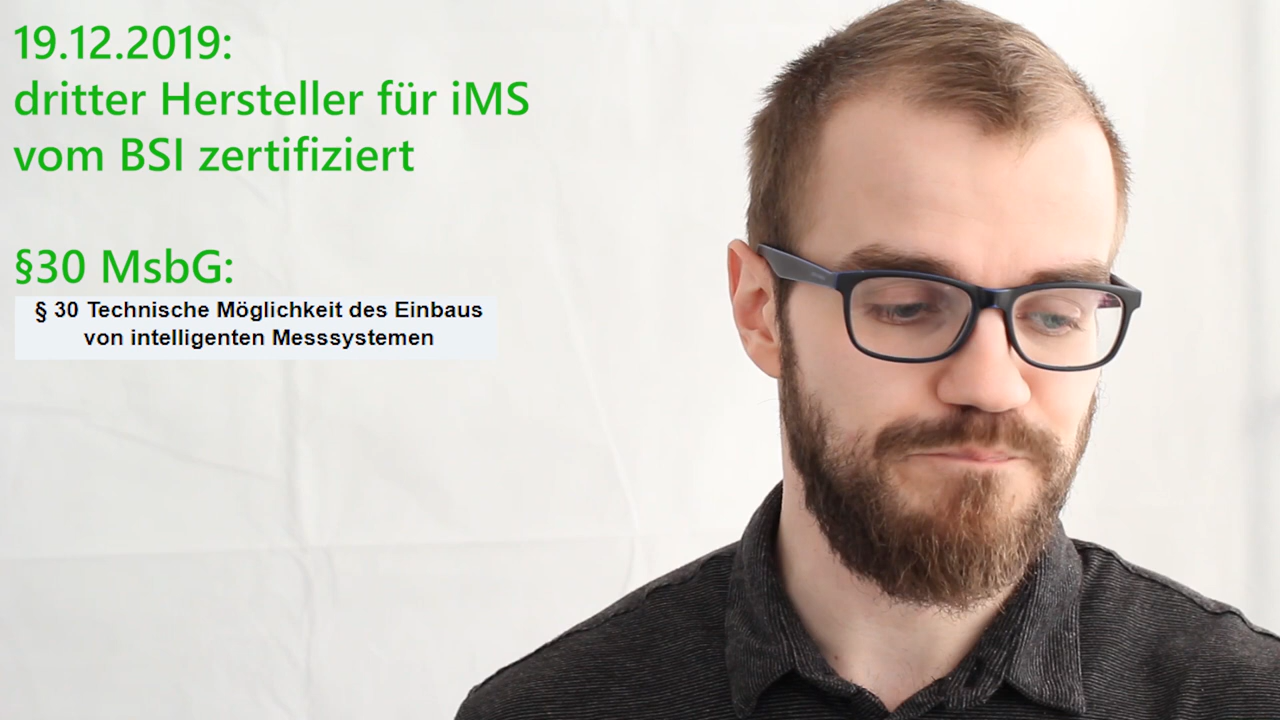 19.12.2019:
dritter Hersteller für iMS
vom BSI zertifiziert
§30 MsbG:
§ 30 Technische Möglichkeit des Einbaus
von intelligenten Messsystemen